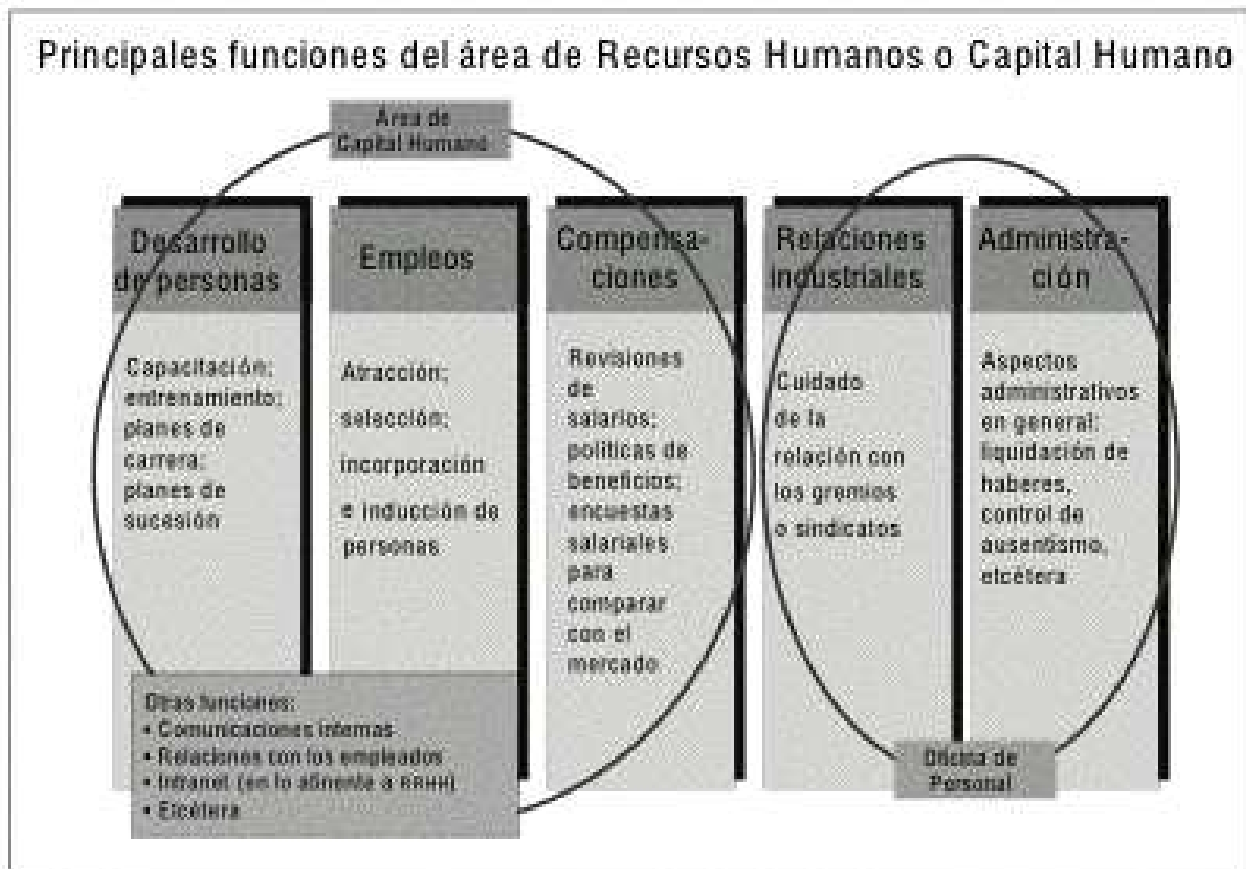 Principales funciones del área de Recursos Humanos o Capital Humano
Área de
Capital Humano
Desarrollo
de personas
Capacitación;
entrenamiento;
planes de
carrera;
planes de
sucesión
Empleos
Atracción;
selección;
incorporación
e inducción de
personas
Compensa-
ciones
Revisiones
de
salarios;
políticas de
beneficios;
encuestas
salariales
para
comparar
con el
mercado
Relaciones
industriales
Cuidado
de la
relación con
los gremios
o sindicatos
Administra-
ción
Aspectos
administrativos
en general:
liquidación de
haberes,
control de
ausentismo,
etcétera
Otras funciones:
• Comunicaciones internas
• Relaciones con los empleados
• Intranet (en lo atinente a RRHH)
• Etcétera
Oficina de
Personal